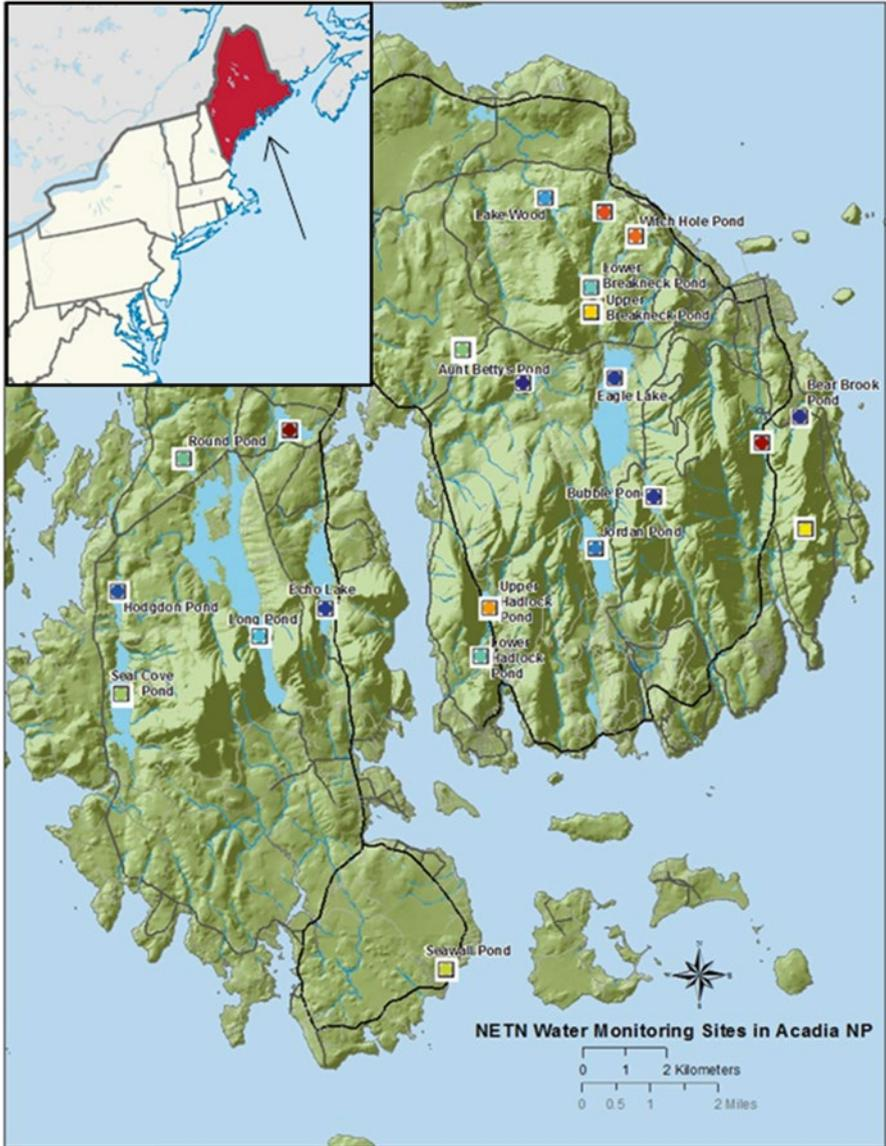 Lake Wood
Witch Hole Pond
Lower
Breakneck Pond
Upper
Breakneck Pond
Aunt Betty's Pond
Eagle Lake
Bear Brook
Pond
Round Pond
Bubble Pon
Jordan Pond
Hodgdon Pond
Echo Lake
Long Pond
Upper
Hadlock
Pond
Lower
Hadlock
Pond
Seal Cove
Pond
Seawall Pond
N
W
E
S
NETN Water Monitoring Sites in Acadia NP
0 1 2 Kilometers
0 0.5 1 2 Miles